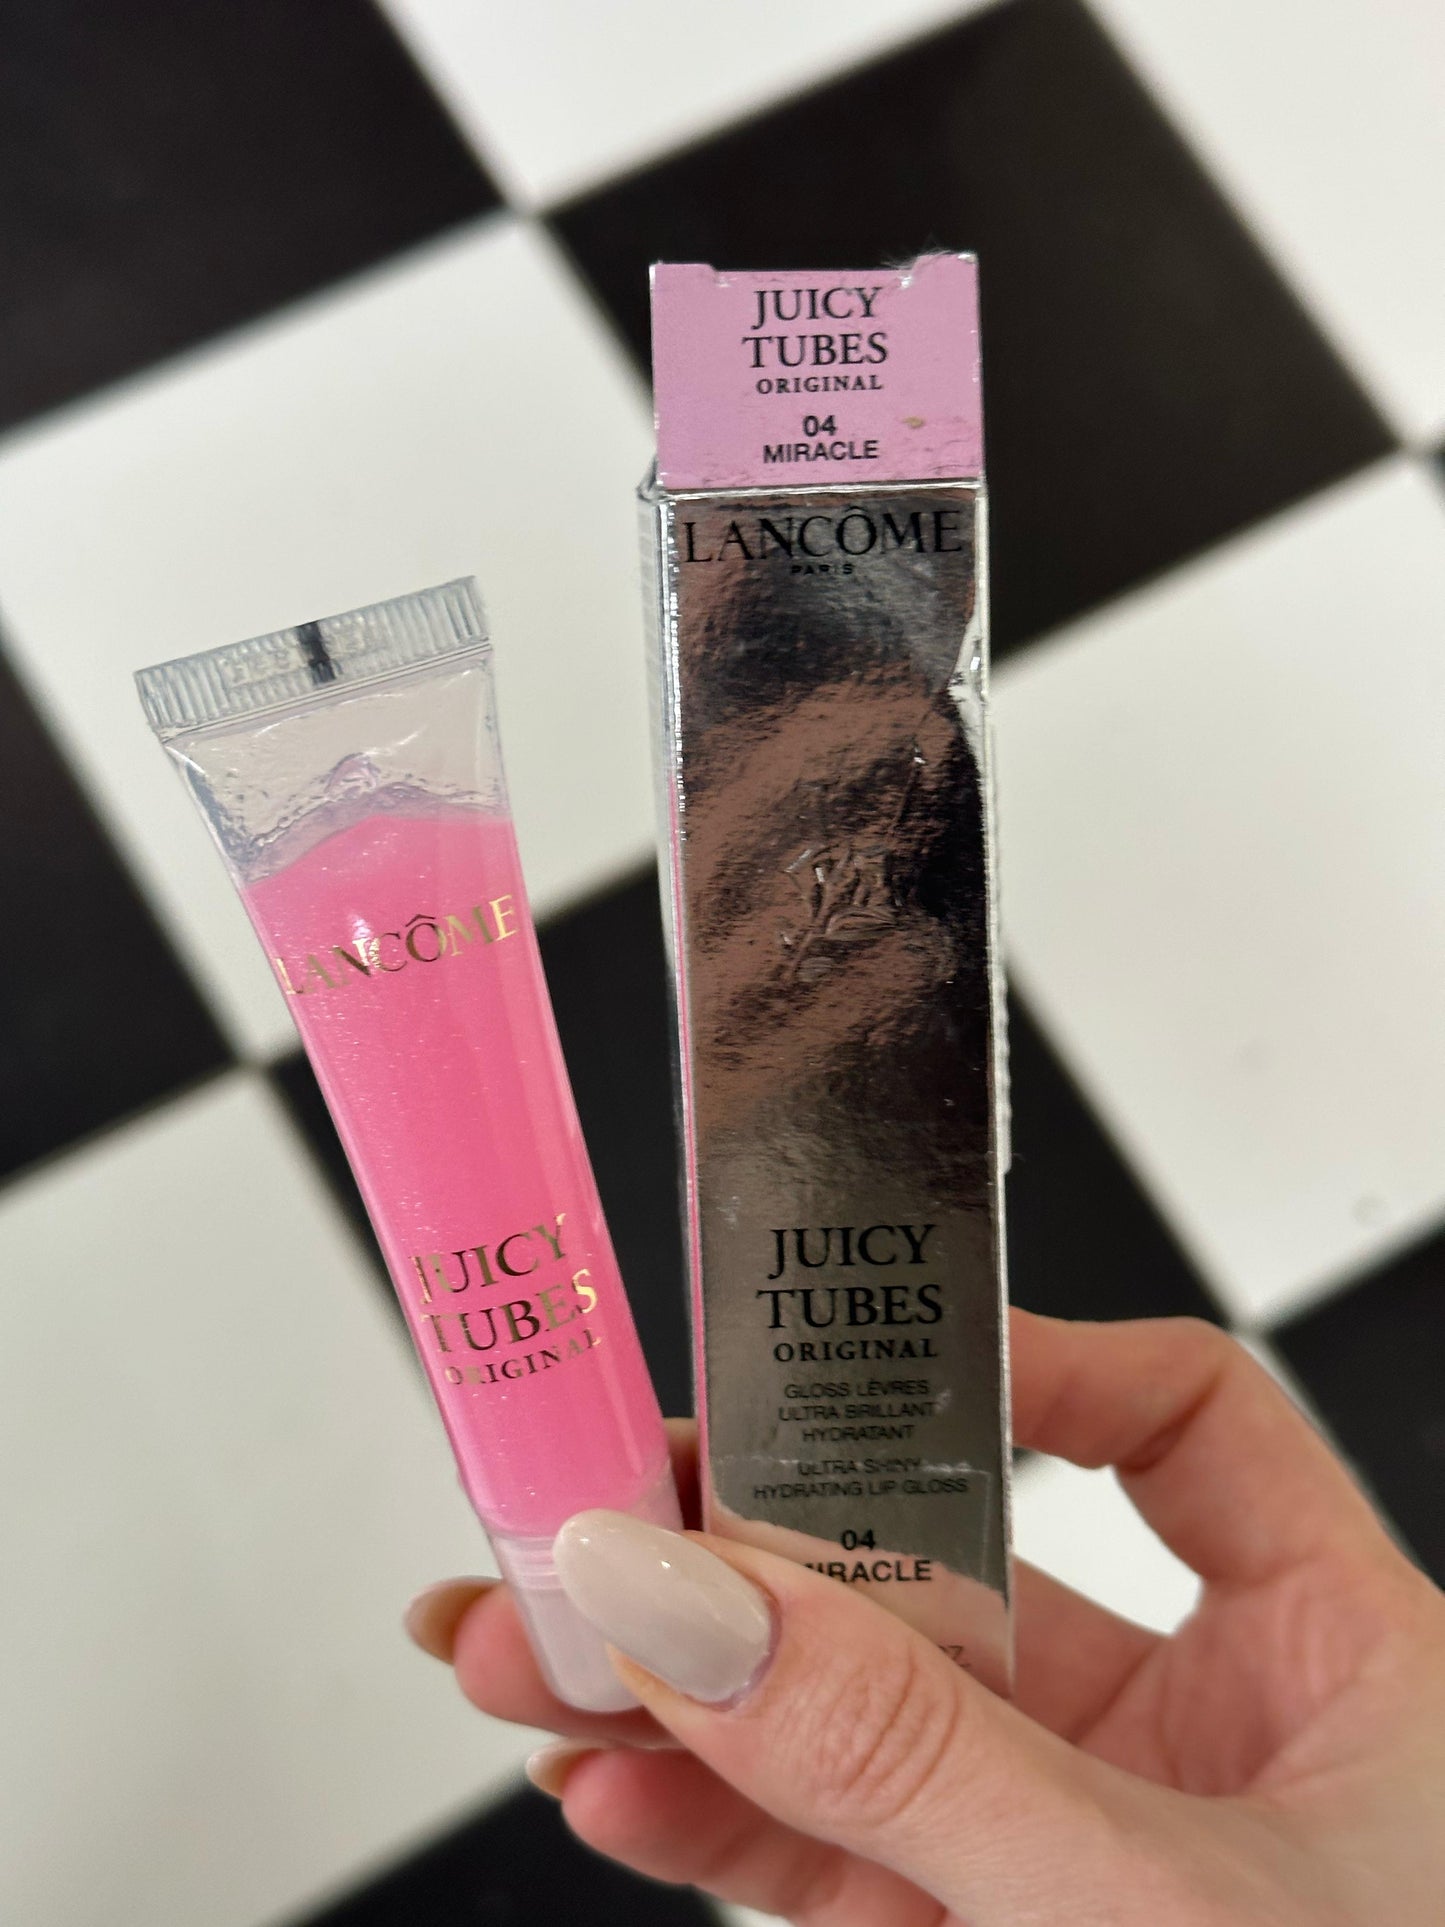 JUICY
TUBES
ORIGINAL
04
MIRACLE
LANCÔME
PARIS
JUICY
TUBES
ORIGINAL
GLOSS LÈVRES
ULTRA BRILLANT
HYDRATANT
ULTRA SHINY
HYDRATING LIP GLOSS
04
MIRACLE
LANCÔME
JUICY
TUBES
ORIGINAL